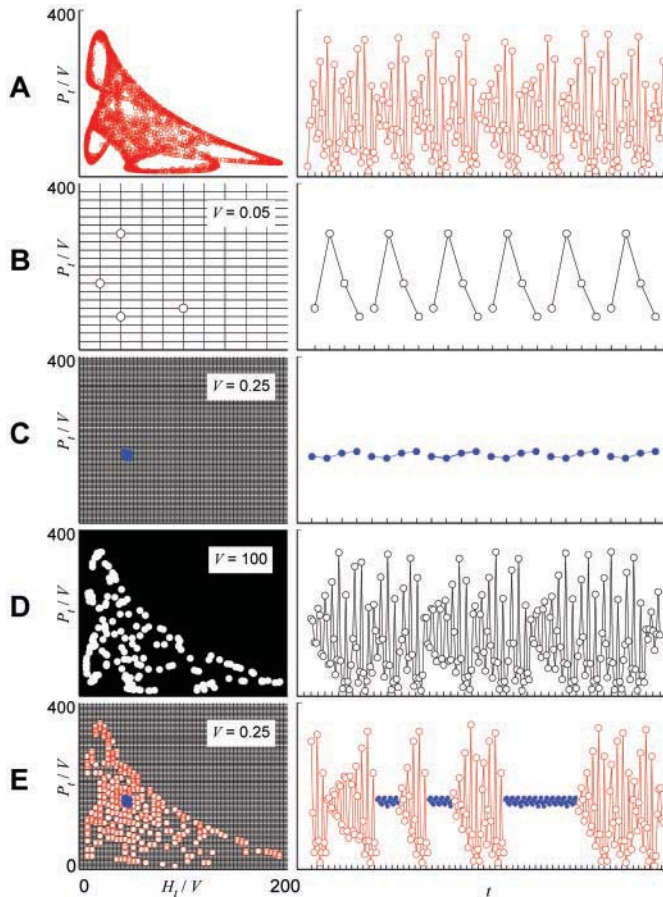 400
A
P_t / V
400
V = 0.05
B
P_t / V
400
V = 0.25
C
P_t / V
400
V = 100
D
P_t / V
400
V = 0.25
E
P_t / V
0
0
H_t / V
200
t